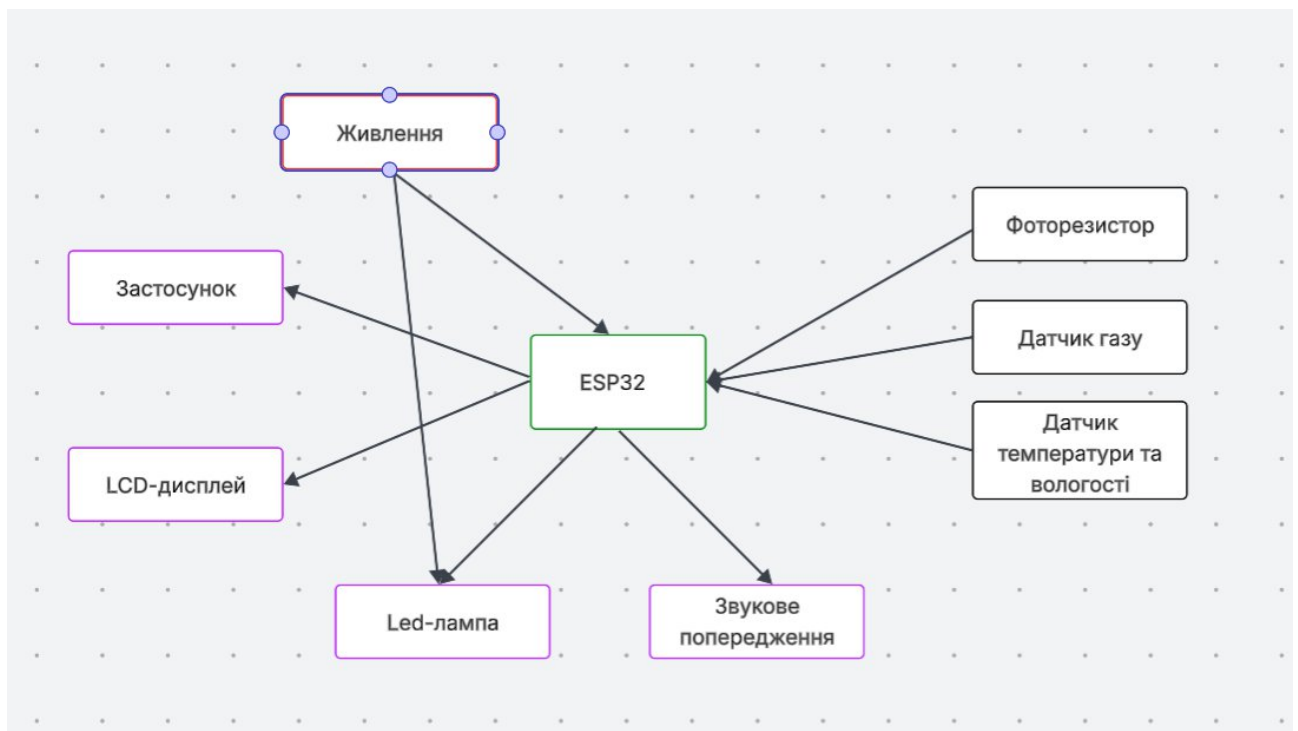 Живлення
Фоторезистор
Застосунок
Датчик газу
ESP32
Датчик
температури та
вологості
LCD-дисплей
Led-лампа
Звукове
попередження